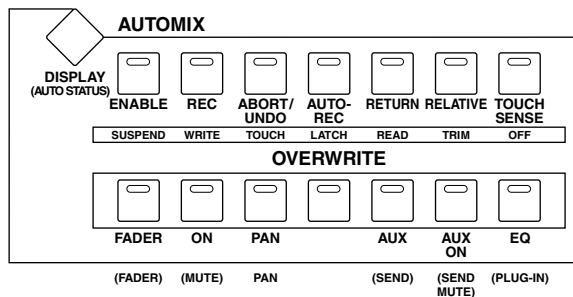 AUTOMIX
DISPLAY
(AUTO STATUS)
ENABLE REC ABORT/ UNDO AUTO- REC RETURN RELATIVE TOUCH SENSE
SUSPEND WRITE TOUCH LATCH READ TRIM OFF
OVERWRITE
FADER ON PAN AUX AUX ON EQ
(FADER) (MUTE) PAN (SEND) (SEND MUTE) (PLUG-IN)